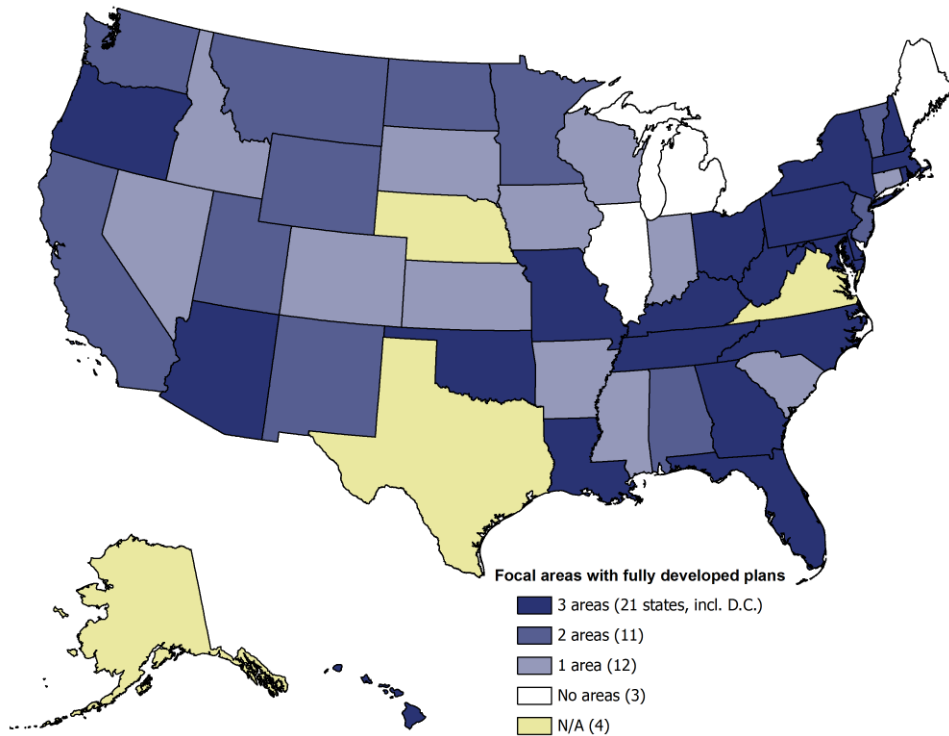 Focal areas with fully developed plans
3 areas (21 states, incl. D.C.)
2 areas (11)
1 area (12)
No areas (3)
N/A (4)